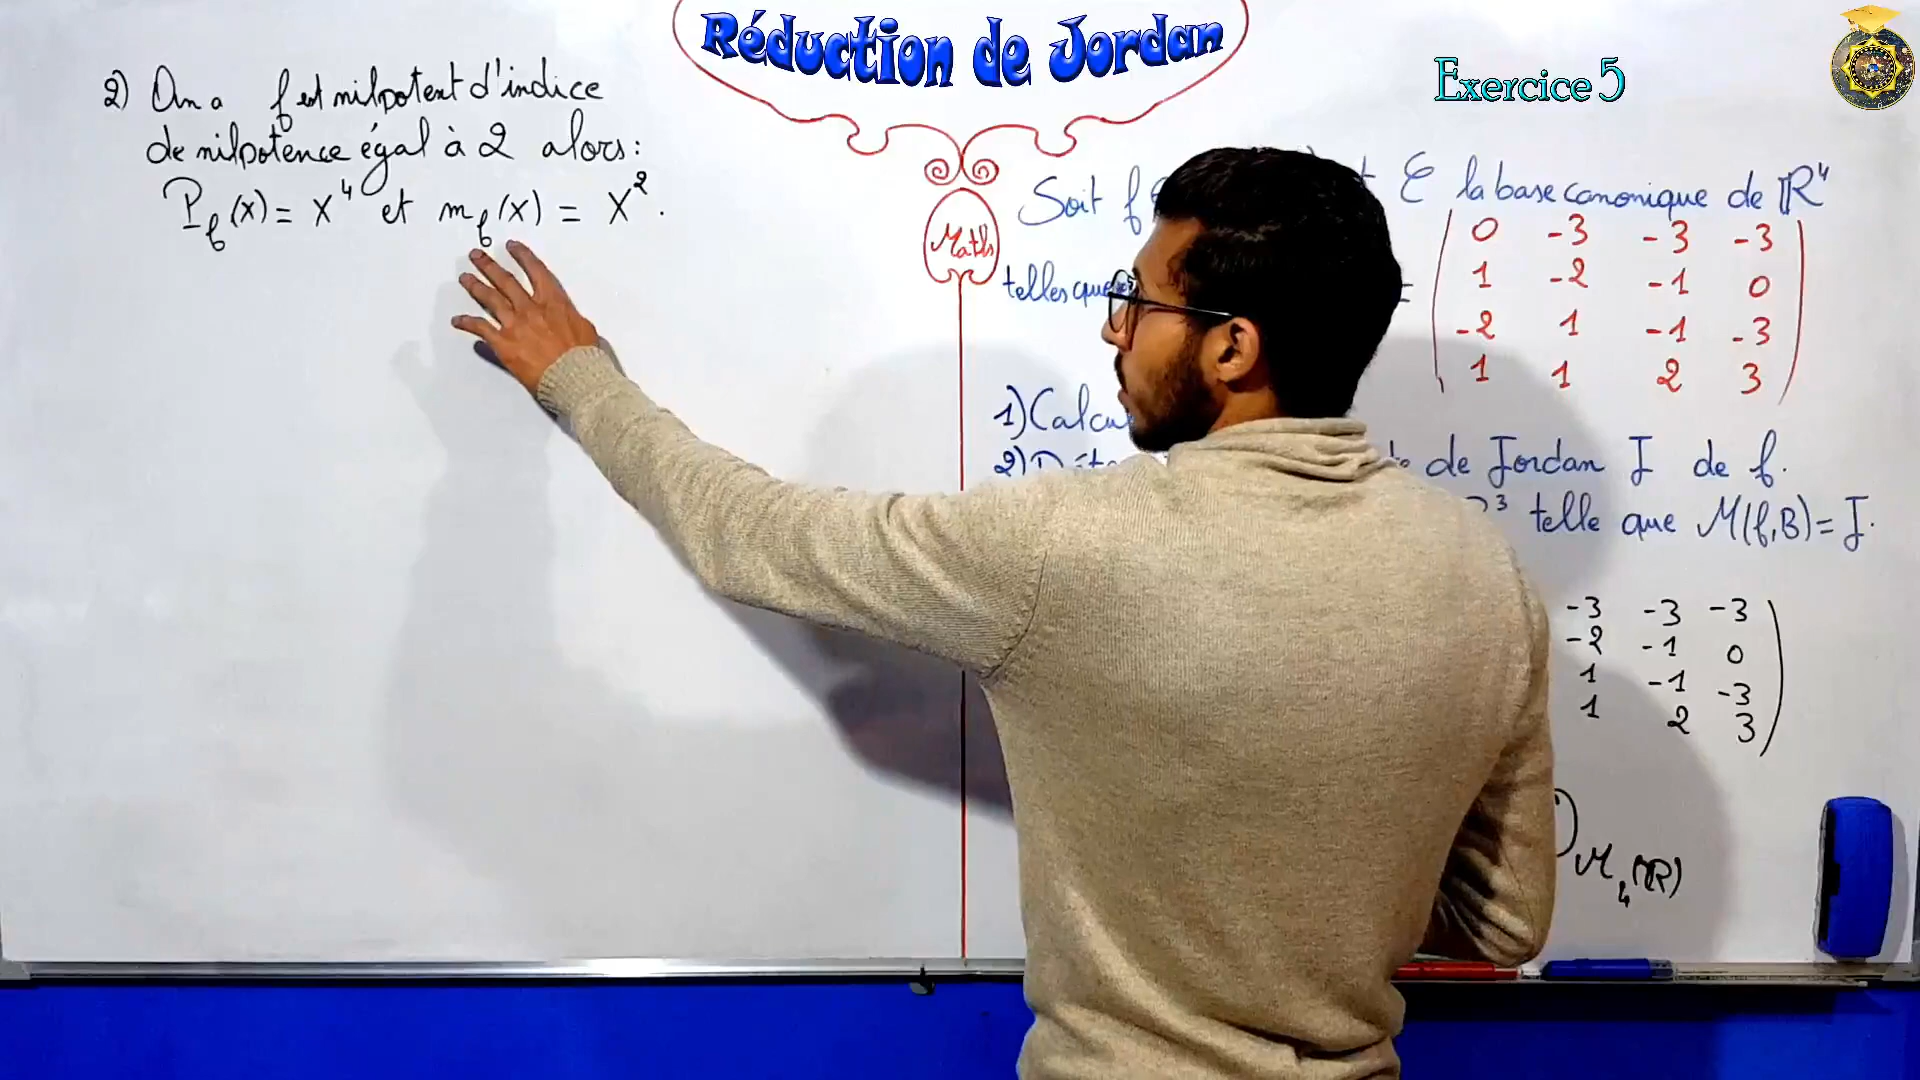 Réduction de Jordan
Exercice 5
2) On a f est nilpotent d'indice
de nilpotence égal à 2 alors:
P_f(X) = X^4 et m_f(X) = X^2.
Maths
Soit f
E la base canonique de ℝ^4
telles que
=
0 -3 -3 -3
1 -2 -1 0
-2 1 -1 -3
1 1 2 3
1)
2)
de Jordan J de f.
3 telle que M(f,B)=J.
-3 -3 -3
-2 -1 0
1 -1 -3
1 2 3
M_4(ℝ)